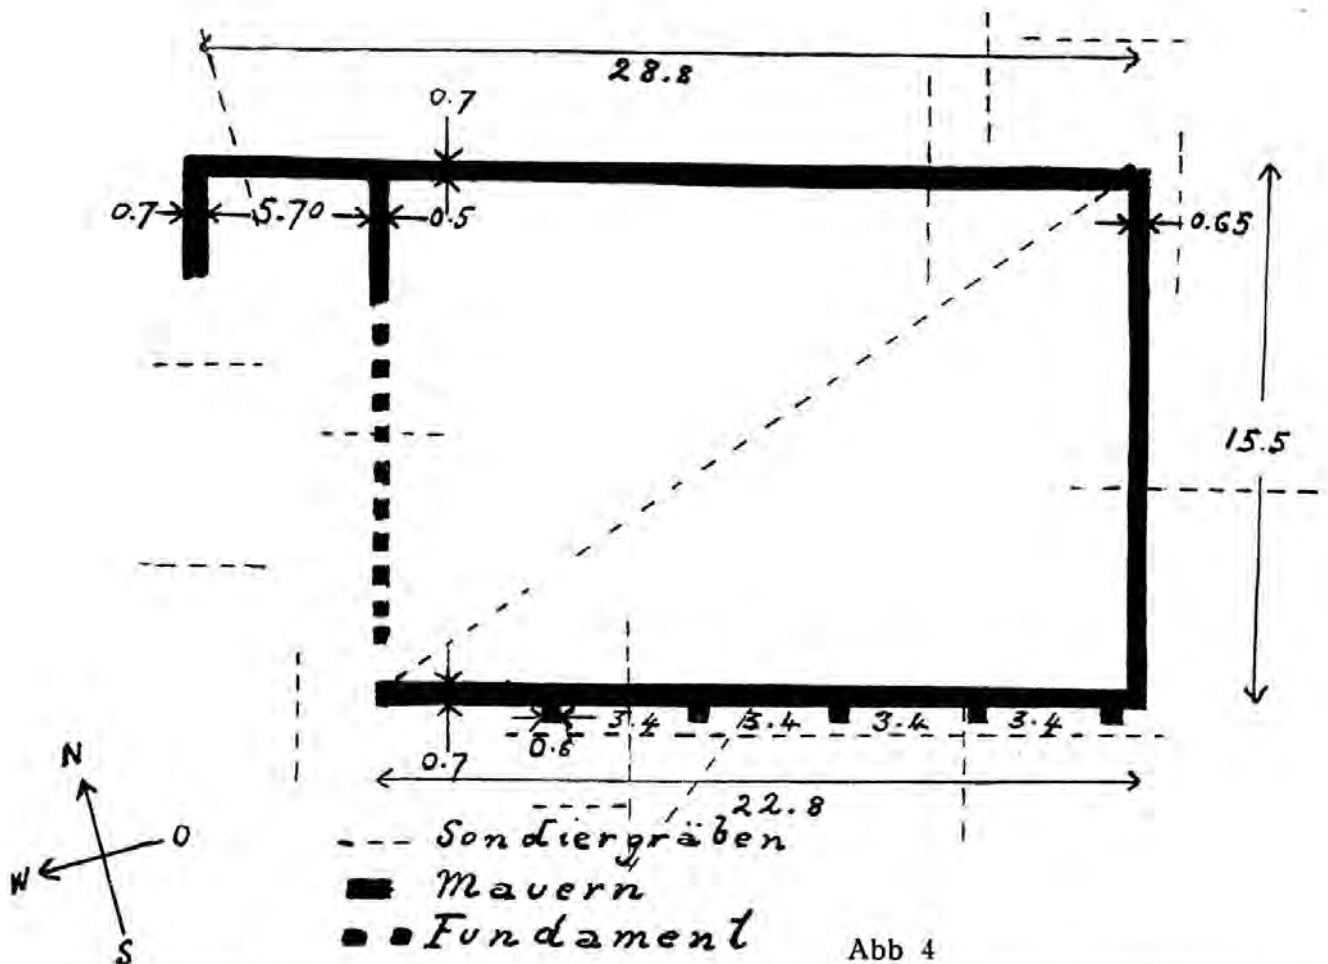 28.8
0.7
0.7 5.70 0.5 0.65
15.5
3.4 3.4 3.4 3.4
0.6
0.7
22.8
N
O
W
S
--- Sondiergräben
Mauern
Fundament
Abb 4